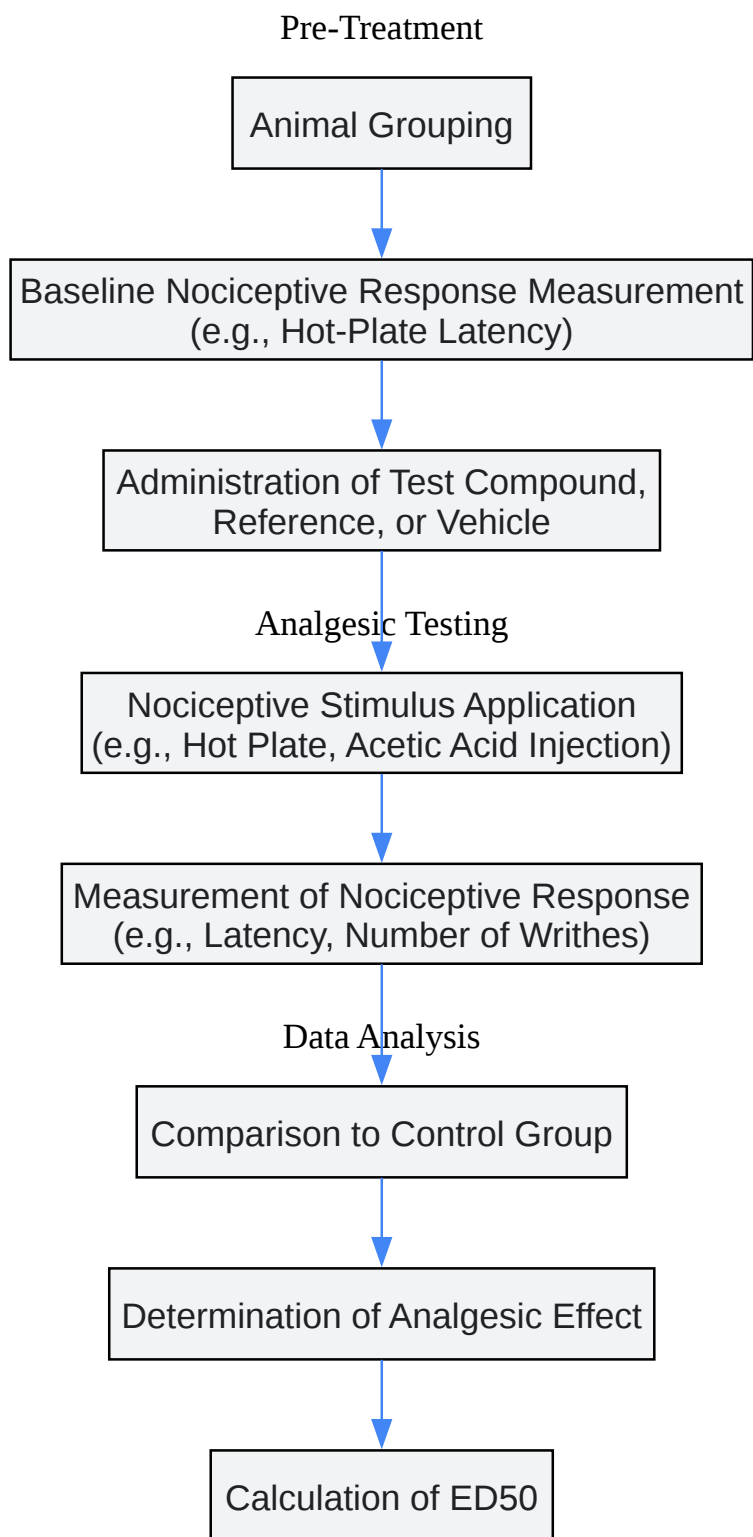 Pre-Treatment
Animal Grouping
Baseline Nociceptive Response Measurement
(e.g., Hot-Plate Latency)
Administration of Test Compound,
Reference, or Vehicle
Analgesic Testing
Nociceptive Stimulus Application
(e.g., Hot Plate, Acetic Acid Injection)
Measurement of Nociceptive Response
(e.g., Latency, Number of Writhes)
Data Analysis
Comparison to Control Group
Determination of Analgesic Effect
Calculation of ED50